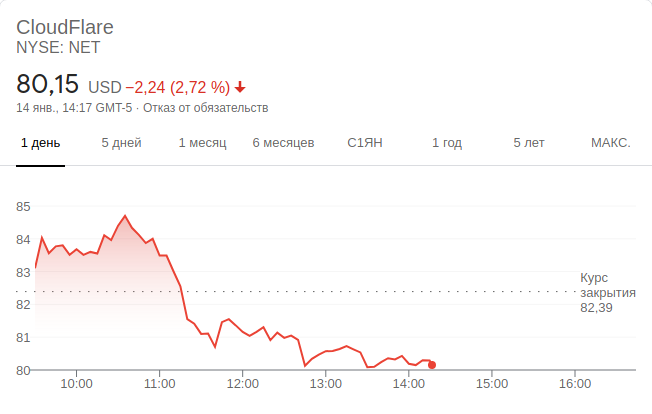 CloudFlare
NYSE: NET
80,15 USD −2,24 (2,72 %)
14 янв., 14:17 GMT-5 · Отказ от обязательств
1 день 5 дней 1 месяц 6 месяцев С1ЯН 1 год 5 лет МАКС.
85
84
83
Курс
закрытия
82,39
82
81
80
10:00 11:00 12:00 13:00 14:00 15:00 16:00